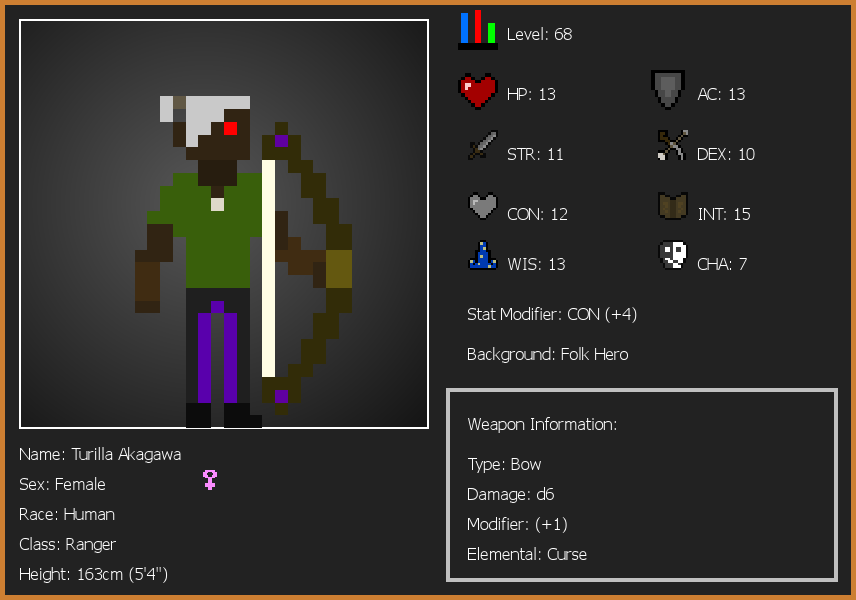 Level: 68
HP: 13
AC: 13
STR: 11
DEX: 10
CON: 12
INT: 15
WIS: 13
CHA: 7
Stat Modifier: CON (+4)
Background: Folk Hero
Weapon Information:
Type: Bow
Damage: d6
Modifier: (+1)
Elemental: Curse
Name: Turilla Akagawa
Sex: Female
Race: Human
Class: Ranger
Height: 163cm (5'4")